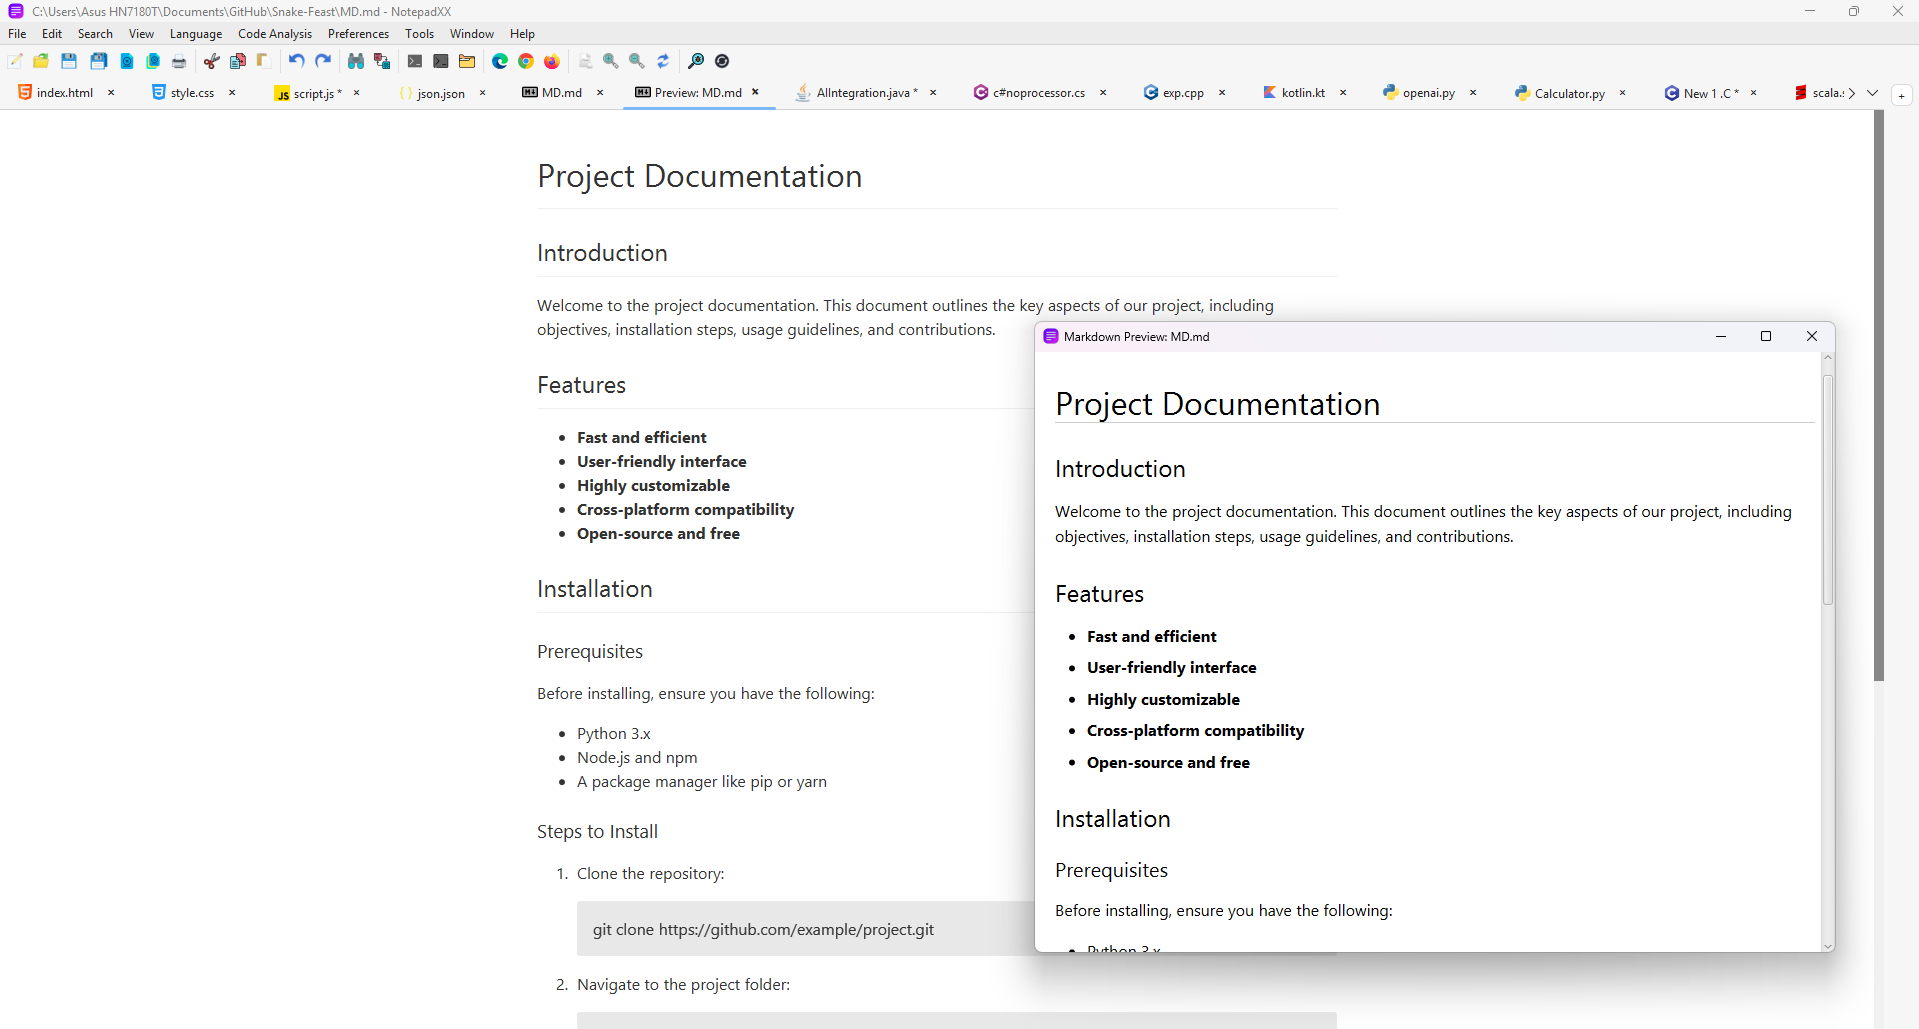 C:\Users\Asus HN7180T\Documents\GitHub\Snake-Feast\MD.md - NotepadXX
File Edit Search View Language Code Analysis Preferences Tools Window Help
index.html style.css script.js * json.json MD.md Preview: MD.md AIIntegration.java * c#noprocessor.cs exp.cpp kotlin.kt openai.py Calculator.py New 1 .C * scala.
Project Documentation
Introduction
Welcome to the project documentation. This document outlines the key aspects of our project, including
objectives, installation steps, usage guidelines, and contributions.
Features
• Fast and efficient
• User-friendly interface
• Highly customizable
• Cross-platform compatibility
• Open-source and free
Installation
Prerequisites
Before installing, ensure you have the following:
• Python 3.x
• Node.js and npm
• A package manager like pip or yarn
Steps to Install
1. Clone the repository:
git clone https://github.com/example/project.git
2. Navigate to the project folder:
Markdown Preview: MD.md
Project Documentation
Introduction
Welcome to the project documentation. This document outlines the key aspects of our project, including
objectives, installation steps, usage guidelines, and contributions.
Features
• Fast and efficient
• User-friendly interface
• Highly customizable
• Cross-platform compatibility
• Open-source and free
Installation
Prerequisites
Before installing, ensure you have the following:
• Python 3.x